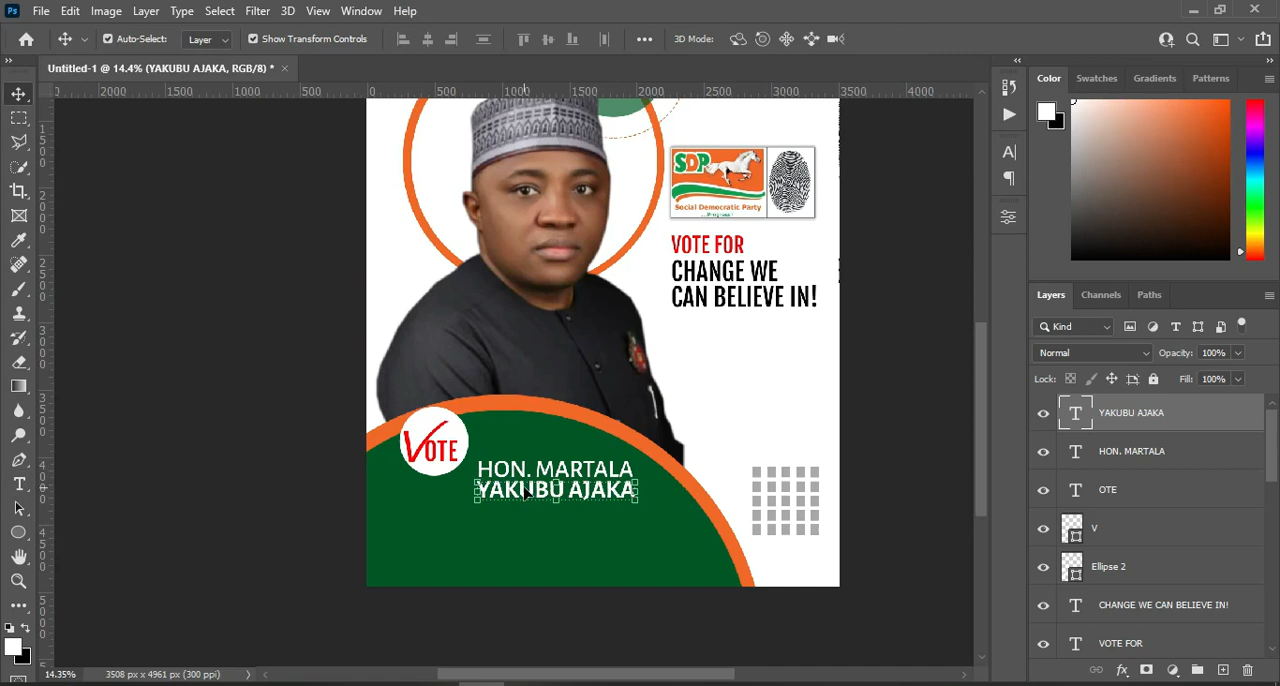 Ps File Edit Image Layer Type Select Filter 3D View Window Help
Auto-Select: Layer Show Transform Controls 3D Mode:
Untitled-1 @ 14.4% (YAKUBU AJAKA, RGB/8) *
2000 1500 1000 500 0 500 1000 1500 2000 2500 3000 3500 4000
SDP
Social Democratic Party
VOTE FOR
CHANGE WE
CAN BELIEVE IN!
VOTE
HON. MARTALA
YAKUBU AJAKA
Color Swatches Gradients Patterns
Layers Channels Paths
Kind
Normal Opacity: 100%
Lock: Fill: 100%
YAKUBU AJAKA
HON. MARTALA
OTE
V
Ellipse 2
CHANGE WE CAN BELIEVE IN!
VOTE FOR
14.35% 3508 px x 4961 px (300 ppi)